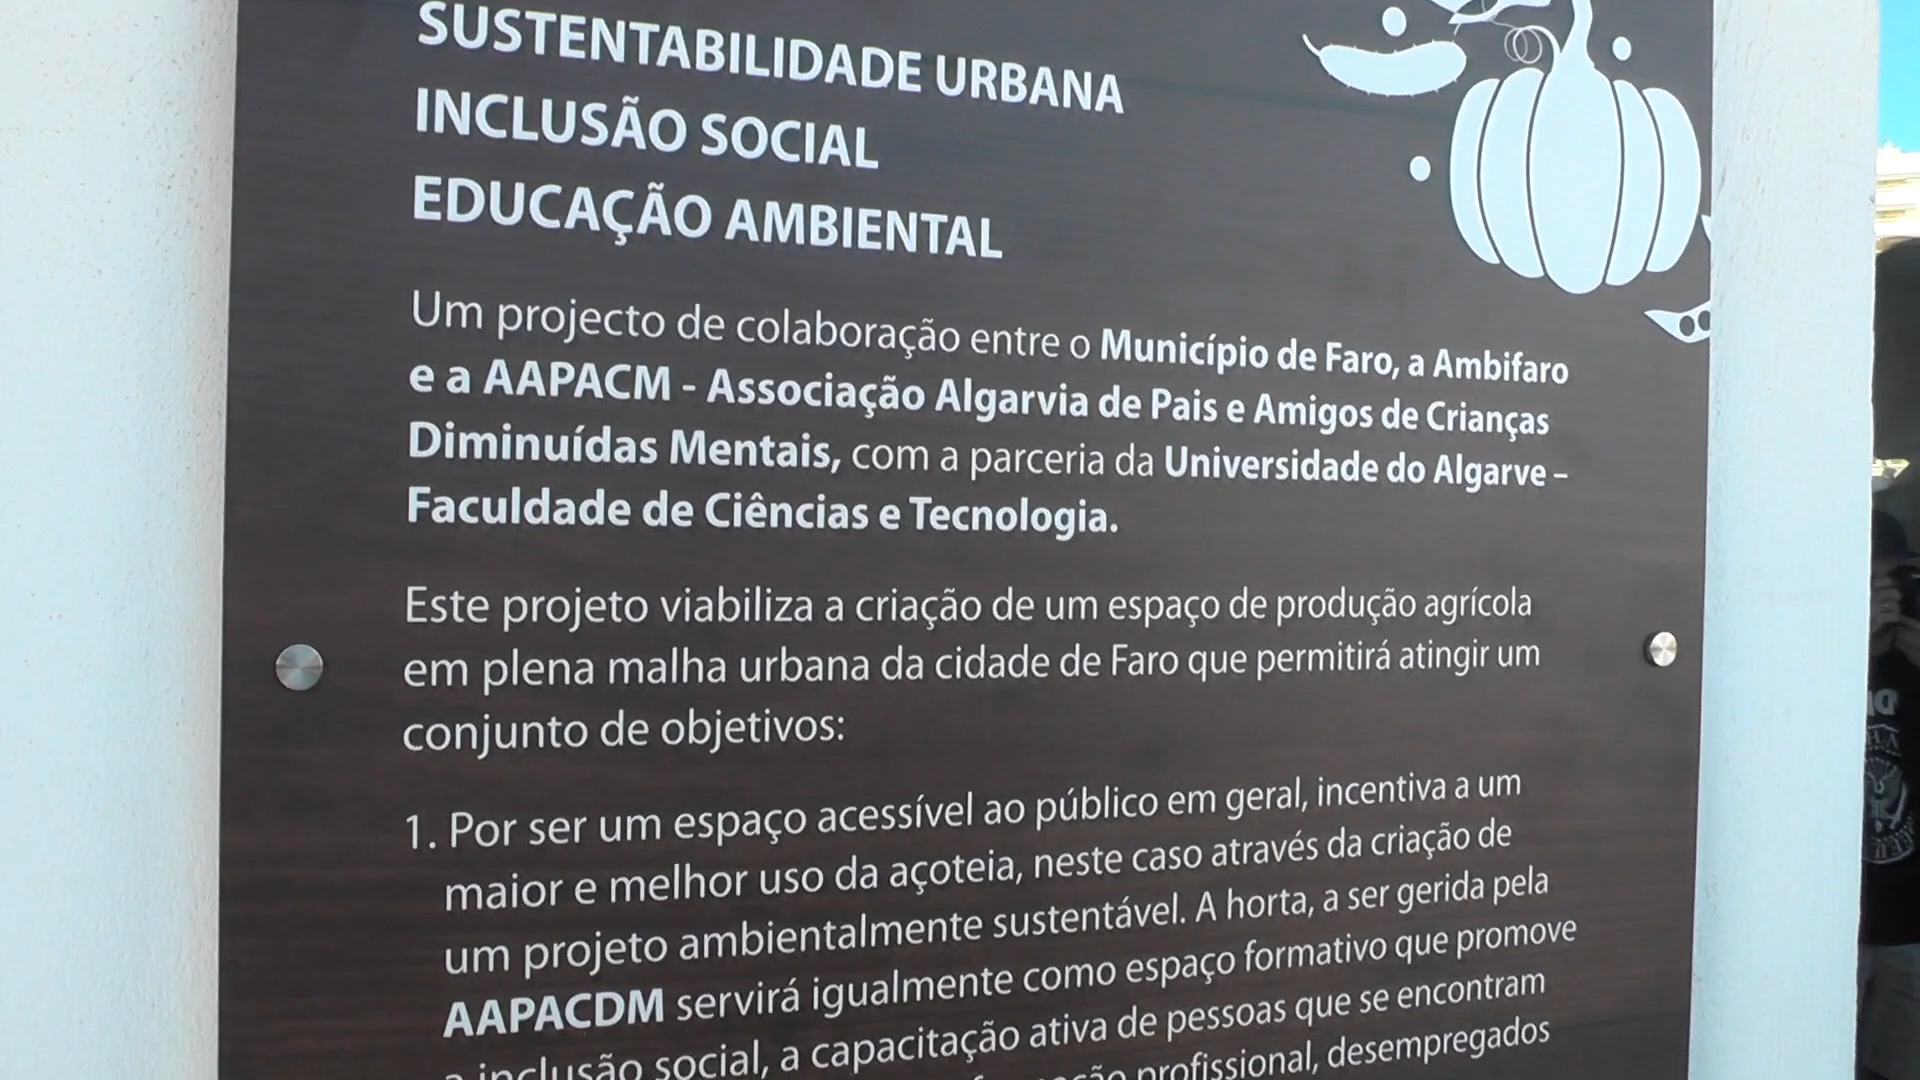 SUSTENTABILIDADE URBANA
INCLUSÃO SOCIAL
EDUCAÇÃO AMBIENTAL
Um projecto de colaboração entre o Município de Faro, a Ambifaro
e a AAPACM - Associação Algarvia de Pais e Amigos de Crianças
Diminuídas Mentais, com a parceria da Universidade do Algarve –
Faculdade de Ciências e Tecnologia.
Este projeto viabiliza a criação de um espaço de produção agrícola
em plena malha urbana da cidade de Faro que permitirá atingir um
conjunto de objetivos:
1. Por ser um espaço acessível ao público em geral, incentiva a um
maior e melhor uso da açoteia, neste caso através da criação de
um projeto ambientalmente sustentável. A horta, a ser gerida pela
AAPACDM servirá igualmente como espaço formativo que promove
a inclusão social, a capacitação ativa de pessoas que se encontram
profissional, desempregados